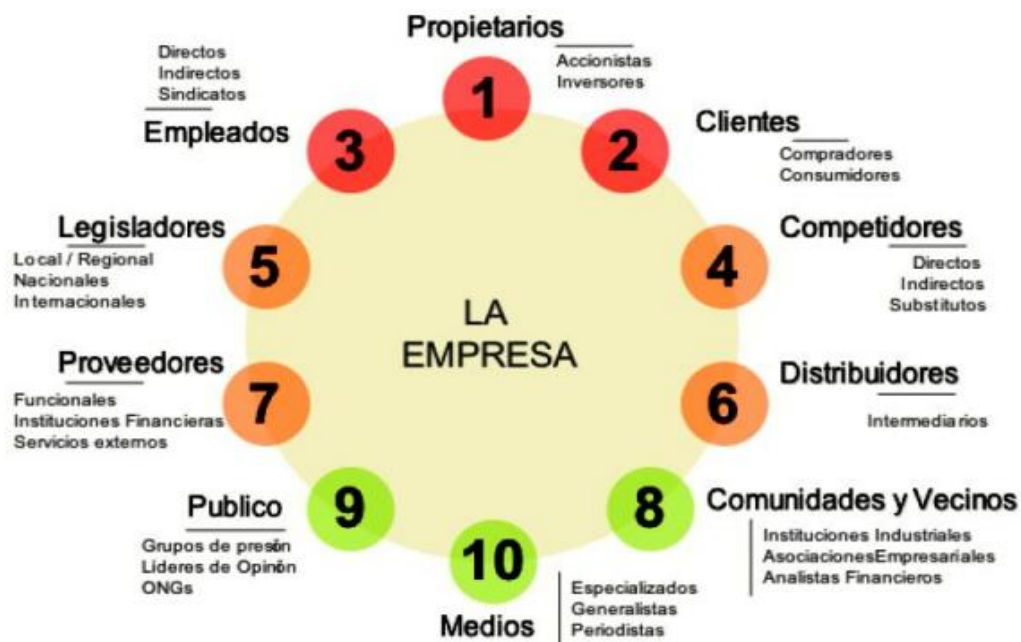 Propietarios
Accionistas
Inversores
1
Directos
Indirectos
Sindicatos
Empleados
3
2
Clientes
Compradores
Consumidores
Legisladores
Local / Regional
Nacionales
Internacionales
5
4
Competidores
Directos
Indirectos
Substitutos
LA
EMPRESA
Proveedores
Funcionales
Instituciones Financieras
Servicios externos
7
6
Distribuidores
Intermediarios
Publico
Grupos de presión
Líderes de Opinión
ONGs
9
8
Comunidades y Vecinos
Instituciones Industriales
AsociacionesEmpresariales
Analistas Financieros
10
Medios
Especializados
Generalistas
Periodistas